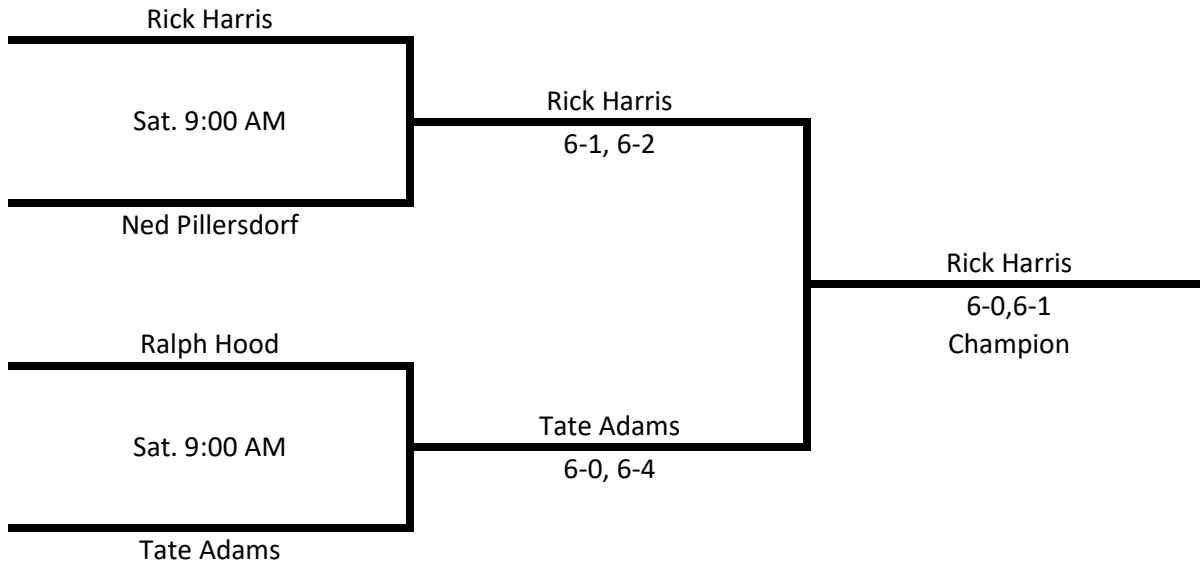 Rick Harris
Sat. 9:00 AM
Ned Pillersdorf
Rick Harris
6-1, 6-2
Ralph Hood
Sat. 9:00 AM
Tate Adams
Tate Adams
6-0, 6-4
Rick Harris
6-0,6-1
Champion